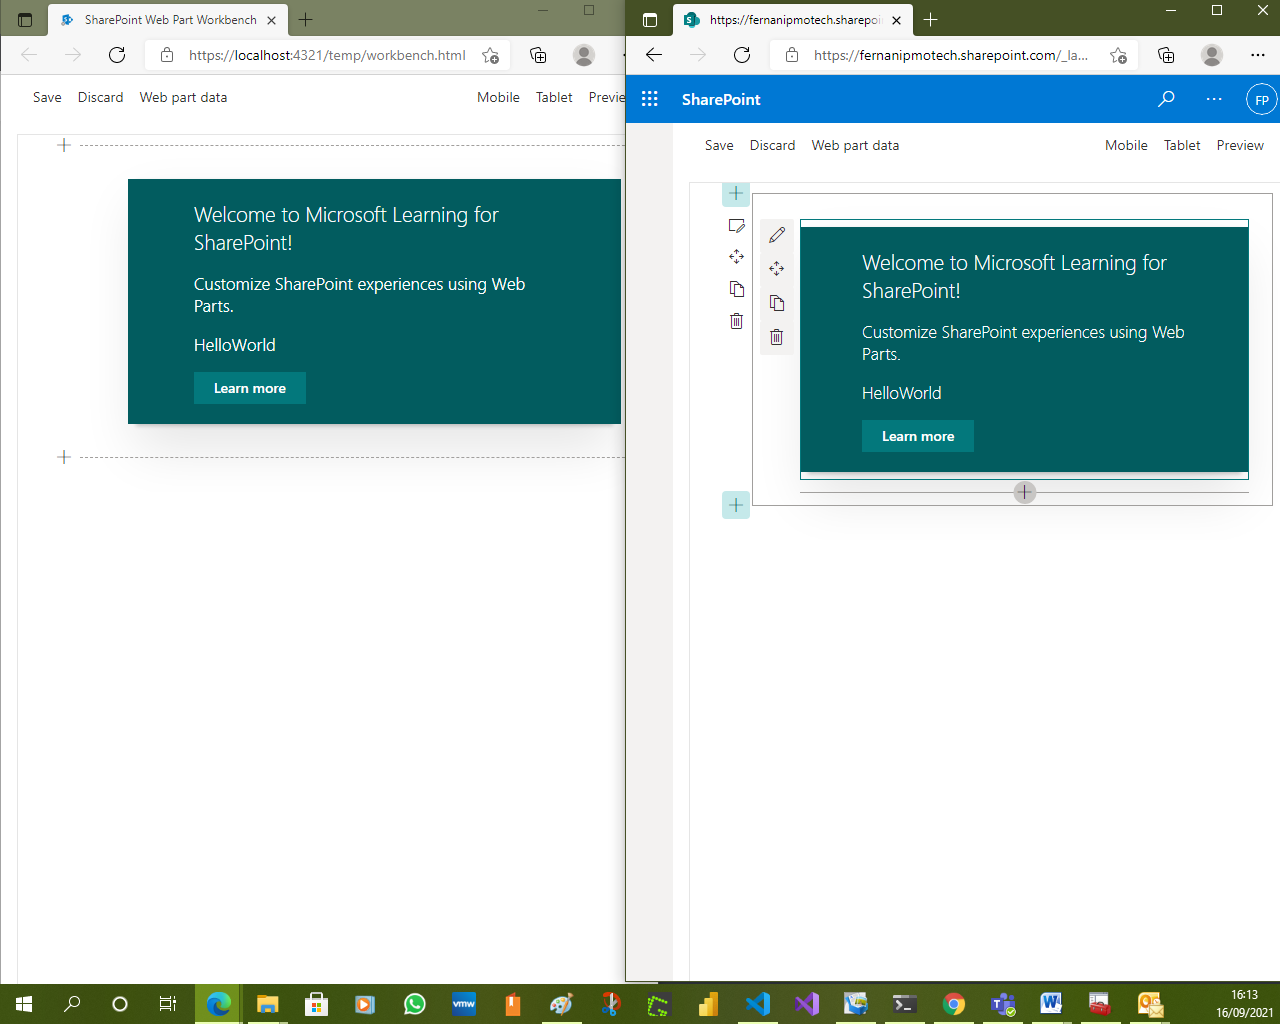 SharePoint Web Part Workbench
https://localhost:4321/temp/workbench.html
Save Discard Web part data Mobile Tablet Previe
Welcome to Microsoft Learning for
SharePoint!
Customize SharePoint experiences using Web
Parts.
HelloWorld
Learn more
https://fernanipmotech.sharepoi
https://fernanipmotech.sharepoint.com/_la...
SharePoint
FP
Save Discard Web part data Mobile Tablet Preview
Welcome to Microsoft Learning for
SharePoint!
Customize SharePoint experiences using Web
Parts.
HelloWorld
Learn more
vmw
16:13
16/09/2021